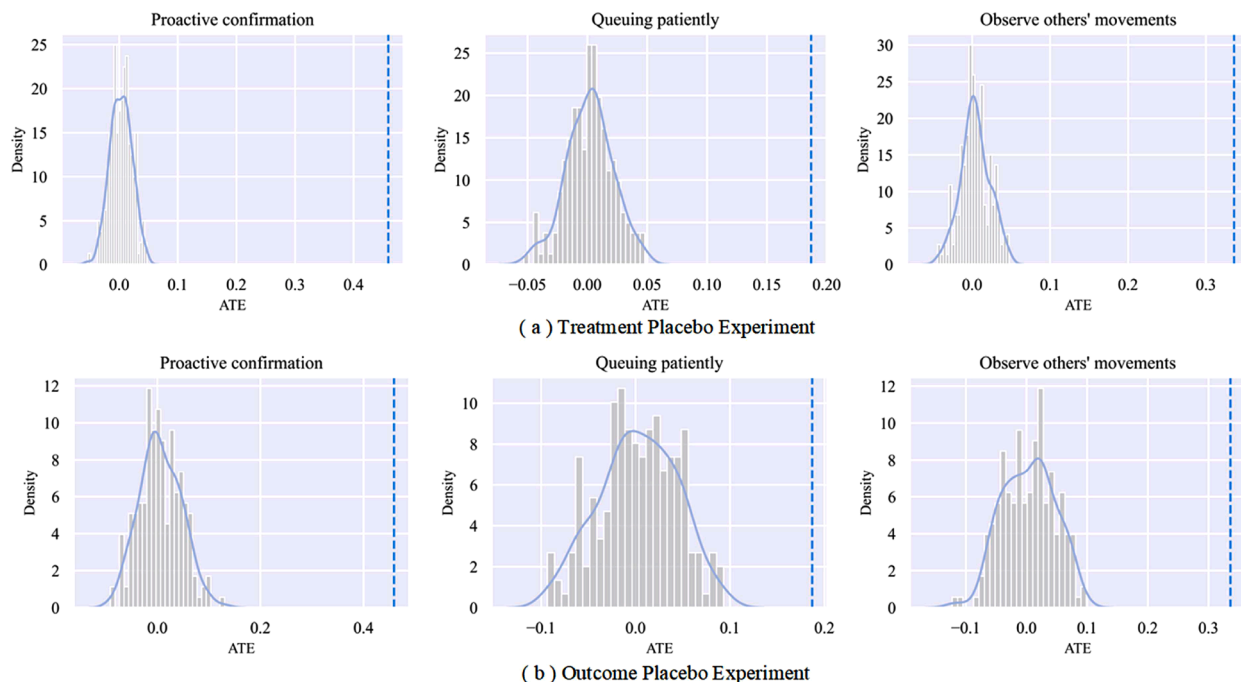 Proactive confirmation Queuing patiently Observe others' movements
25 25 30
20 20 25
15 15 20
10 10 15
5 5 10
0 0 5
0
Density Density Density
0.0 0.1 0.2 0.3 0.4 −0.05 0.00 0.05 0.10 0.15 0.20 0.0 0.1 0.2 0.3
ATE ATE ATE
( a ) Treatment Placebo Experiment
Proactive confirmation Queuing patiently Observe others' movements
12 10 12
10 8 10
8 6 8
6 4 6
4 2 4
2 0 2
0 0
Density Density Density
0.0 0.2 0.4 −0.1 0.0 0.1 0.2 −0.1 0.0 0.1 0.2 0.3
ATE ATE ATE
( b ) Outcome Placebo Experiment